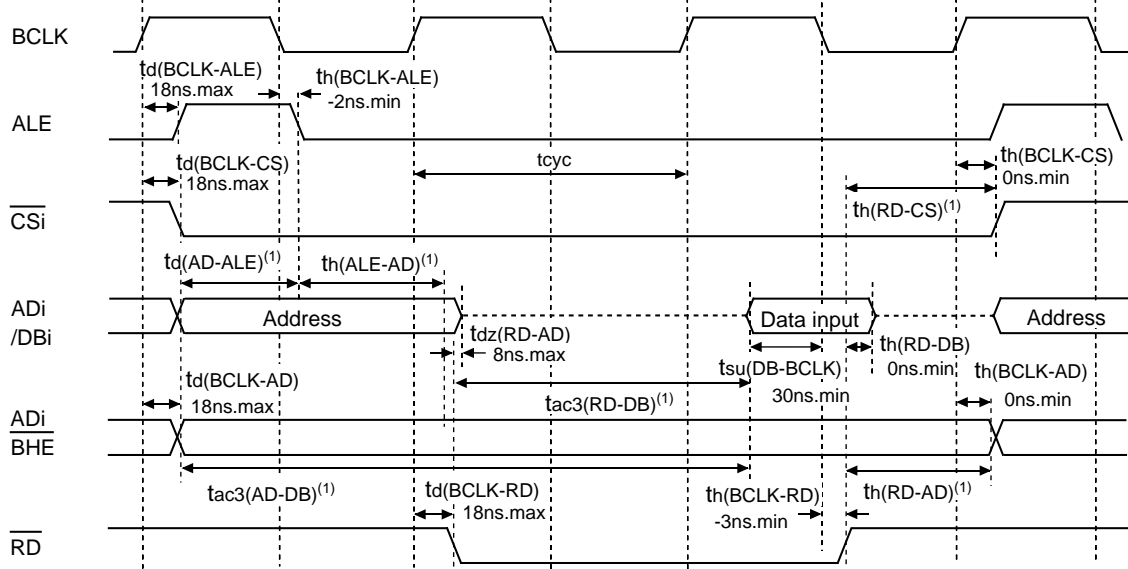 BCLK
td(BCLK-ALE)
18ns.max
th(BCLK-ALE)
-2ns.min
ALE
td(BCLK-CS)
18ns.max
tcyc
th(BCLK-CS)
0ns.min
th(RD-CS)(1)
CSi
td(AD-ALE)(1)
th(ALE-AD)(1)
ADi
/DBi
Address
Data input
Address
tdz(RD-AD)
8ns.max
th(RD-DB)
0ns.min
tsu(DB-BCLK)
30ns.min
th(BCLK-AD)
0ns.min
td(BCLK-AD)
18ns.max
tac3(RD-DB)(1)
ADi
BHE
tac3(AD-DB)(1)
td(BCLK-RD)
18ns.max
th(BCLK-RD)
-3ns.min
th(RD-AD)(1)
RD